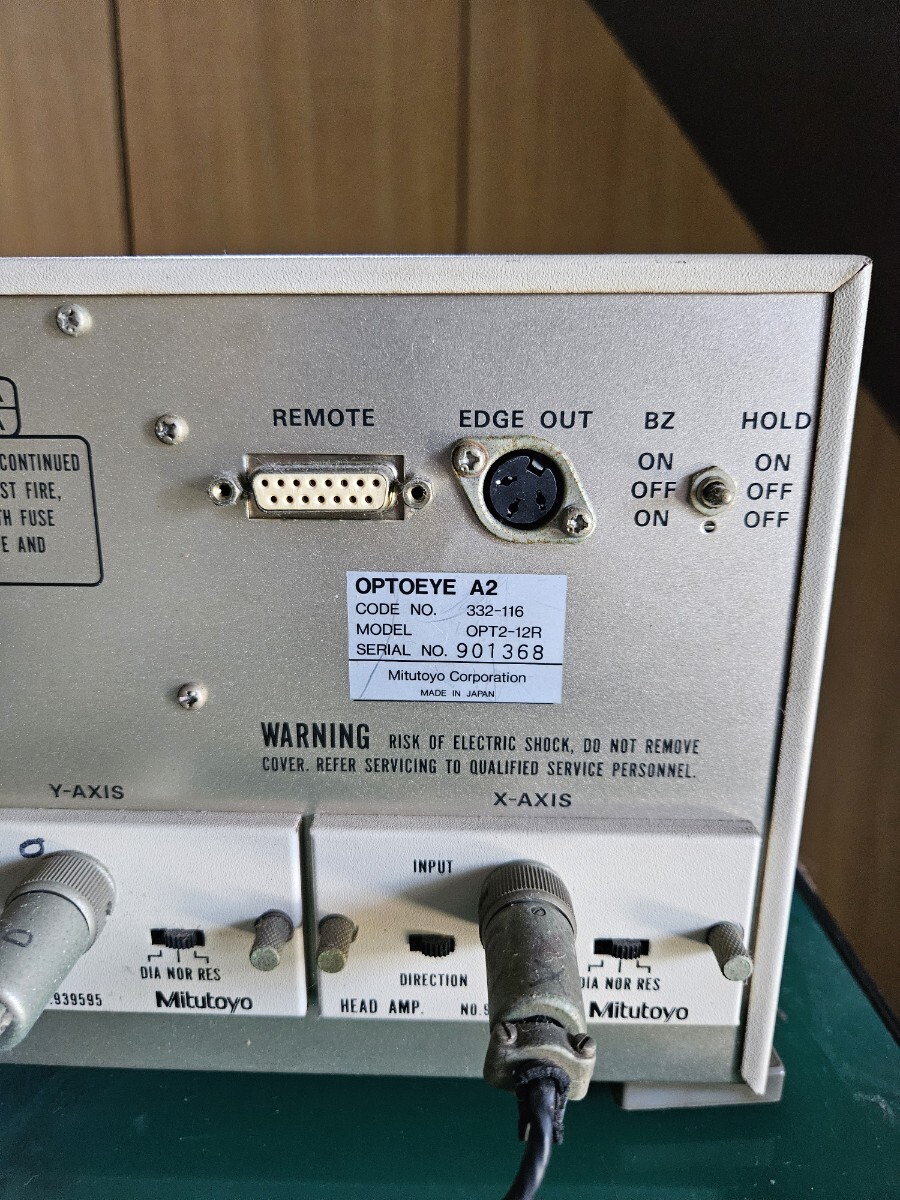 REMOTE
EDGE OUT
BZ
HOLD
ON
ON
OFF
OFF
ON
OFF
CONTINUED
ST FIRE,
TH FUSE
E AND
OPTOEYE A2
CODE NO. 332-116
MODEL OPT2-12R
SERIAL NO. 901368
Mitutoyo Corporation
MADE IN JAPAN
WARNING RISK OF ELECTRIC SHOCK, DO NOT REMOVE
COVER. REFER SERVICING TO QUALIFIED SERVICE PERSONNEL.
Y-AXIS
X-AXIS
INPUT
DIA NOR RES
.939595
Mitutoyo
DIRECTION
DIA NOR RES
HEAD AMP. NO.9
Mitutoyo